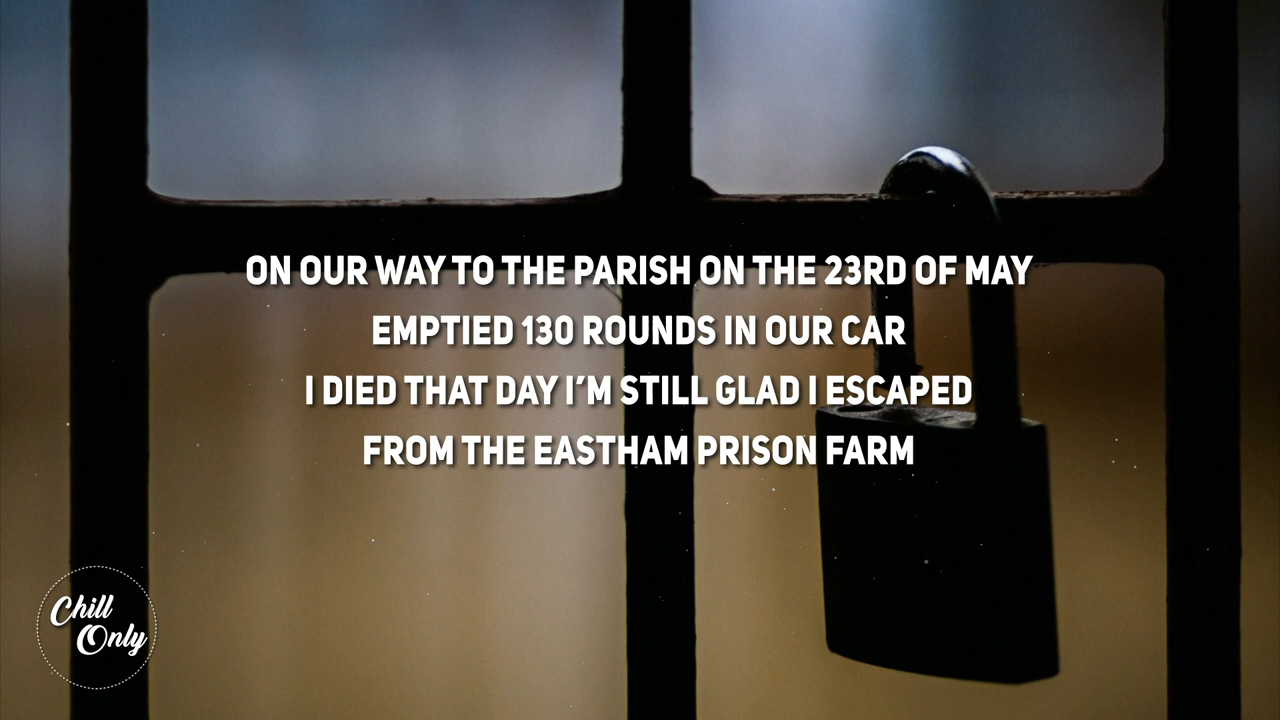 ON OUR WAY TO THE PARISH ON THE 23RD OF MAY
EMPTIED 130 ROUNDS IN OUR CAR
I DIED THAT DAY I'M STILL GLAD I ESCAPED
FROM THE EASTHAM PRISON FARM
Chill
Only